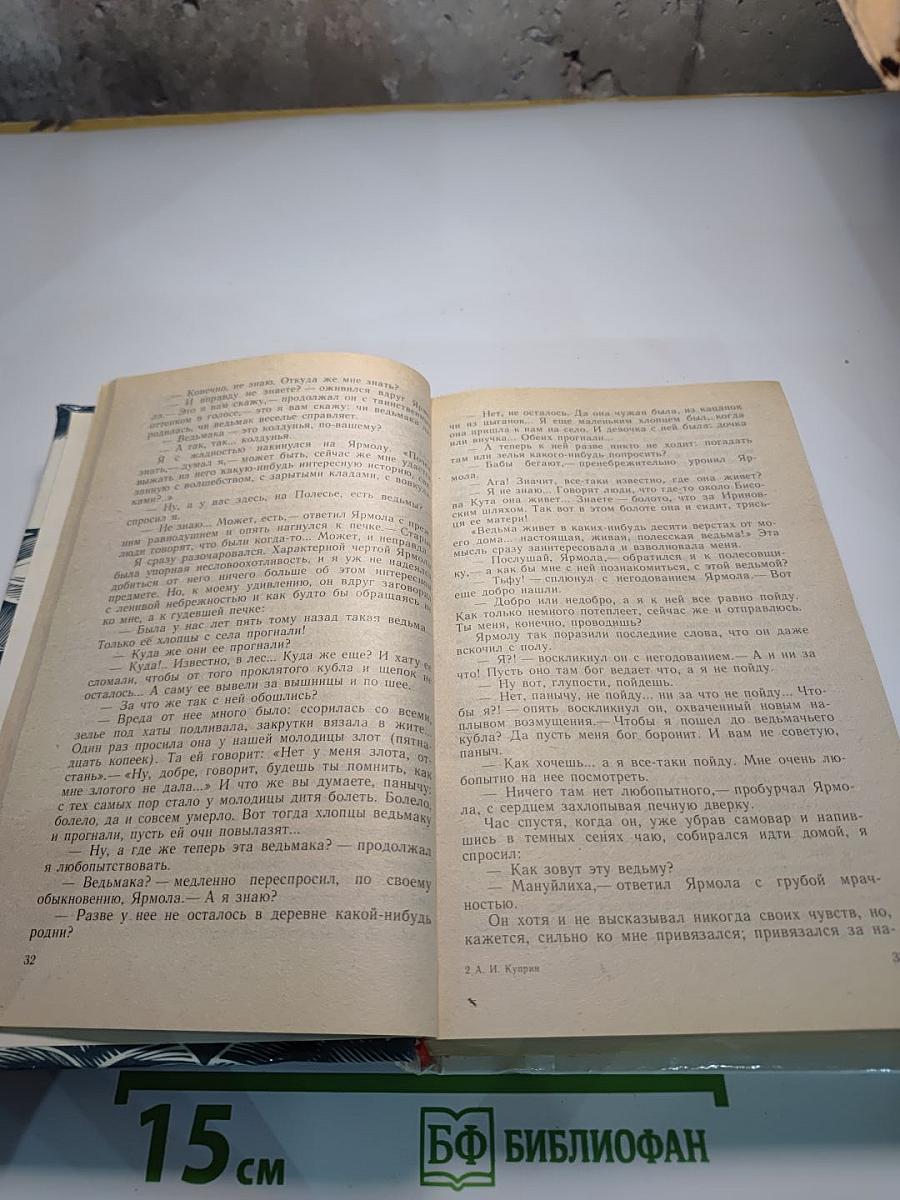 — Конечно, не знаю. Откуда же мне знать?
— И вправду не знаете? — оживился вдруг
ла.— Это я вам скажу,— продолжал он с таинственным
оттенком в голосе,— это я вам скажу: чи ведьмака
родилась, чи ведьмак веселье справляет.
— Ведьмака — это колдунья, по-вашему?
— А так, так... колдунья.
Я с жадностью накинулся на Ярмолу.
знать,— думал я,— может быть, сейчас же мне
выжать из него какую-нибудь интересную историю,
занную с волшебством, с зарытыми кладами, с
ками?..»
— Ну, а у вас здесь, на Полесье, есть ведьмы?
спросил я.
— Не знаю... Может, есть,— ответил Ярмола с
ним равнодушием и опять нагнулся к печке.—
люди говорят, что были когда-то... Может, и неправда
Я сразу разочаровался. Характерной чертой Ярмолы
была упорная несловоохотливость, и я уж не надеялся
добиться от него ничего больше об этом интересном
предмете. Но, к моему удивлению, он вдруг заговорил
с ленивой небрежностью и как будто бы обращаясь не
ко мне, а к гудевшей печке:
— Была у нас лет пять тому назад такая ведьма...
Только её хлопцы с села прогнали!
— Куда же они ее прогнали?
— Куда!.. Известно, в лес... Куда же еще? И хату ее
сломали, чтобы от того проклятого кубла и щепок не
осталось... А саму ее вывели за вышницы и по шее.
— За что же так с ней обошлись?
— Вреда от нее много было: ссорилась со всеми,
зелье под хаты подливала, закрутки вязала в жите...
Один раз просила она у нашей молодицы злот (пятна-
дцать копеек). Та ей говорит: «Нет у меня злота, от-
стань».— «Ну, добре, говорит, будешь ты помнить, как
мне злотого не дала...» И что же вы думаете, панычу:
с тех самых пор стало у молодицы дитя болеть. Болело,
болело, да и совсем умерло. Вот тогда хлопцы ведьмаку
и прогнали, пусть ей очи повылазят...
— Ну, а где же теперь эта ведьмака? — продолжал
я любопытствовать.
— Ведьмака? — медленно переспросил, по своему
обыкновению, Ярмола.— А я знаю?
— Разве у нее не осталось в деревне какой-нибудь
родни?
32
— Нет, не осталось. Да она чужая была, из кацапок
чи из цыганок... Я еще маленьким хлопцем был, когда
она пришла к нам на село. И девочка с ней была: дочка
или внучка... Обеих прогнали...
— А теперь к ней разве никто не ходит: погадать
там или зелья какого-нибудь попросить?
— Бабы бегают,— пренебрежительно уронил Яр-
мола.
— Ага! Значит, все-таки известно, где она живет?
— Я не знаю... Говорят люди, что где-то около Бисо-
ва Кута она живет... Знаете — болото, что за Иринов-
ским шляхом. Так вот в этом болоте она и сидит, трясь-
ця ее матери!
«Ведьма живет в каких-нибудь десяти верстах от мо-
его дома... настоящая, живая, полесская ведьма!» Эта
мысль сразу заинтересовала и взволновала меня.
— Послушай, Ярмола,— обратился я к полесовщи-
ку,— а как бы мне с ней познакомиться, с этой ведьмой?
— Тьфу! — сплюнул с негодованием Ярмола.— Вот
еще добро нашли.
— Добро или недобро, а я к ней все равно пойду.
Как только немного потеплеет, сейчас же и отправлюсь.
Ты меня, конечно, проводишь?
Ярмолу так поразили последние слова, что он даже
вскочил с полу.
— Я?! — воскликнул он с негодованием.— А и ни за
что! Пусть оно там бог ведает что, а я не пойду.
— Ну вот, глупости, пойдешь.
— Нет, панычу, не пойду... ни за что не пойду... Что-
бы я?! — опять воскликнул он, охваченный новым на-
плывом возмущения.— Чтобы я пошел до ведьмачьего
кубла? Да пусть меня бог боронит. И вам не советую,
паныч.
— Как хочешь... а я все-таки пойду. Мне очень лю-
бопытно на нее посмотреть.
— Ничего там нет любопытного,— пробурчал Ярмо-
ла, с сердцем захлопывая печную дверку.
Час спустя, когда он, уже убрав самовар и напив-
шись в темных сенях чаю, собирался идти домой, я
спросил:
— Как зовут эту ведьму?
— Мануйлиха,— ответил Ярмола с грубой мрач-
ностью.
Он хотя и не высказывал никогда своих чувств, но,
кажется, сильно ко мне привязался; привязался за на-
2 А. И. Куприн
15 см
БФ БИБЛИОФАН